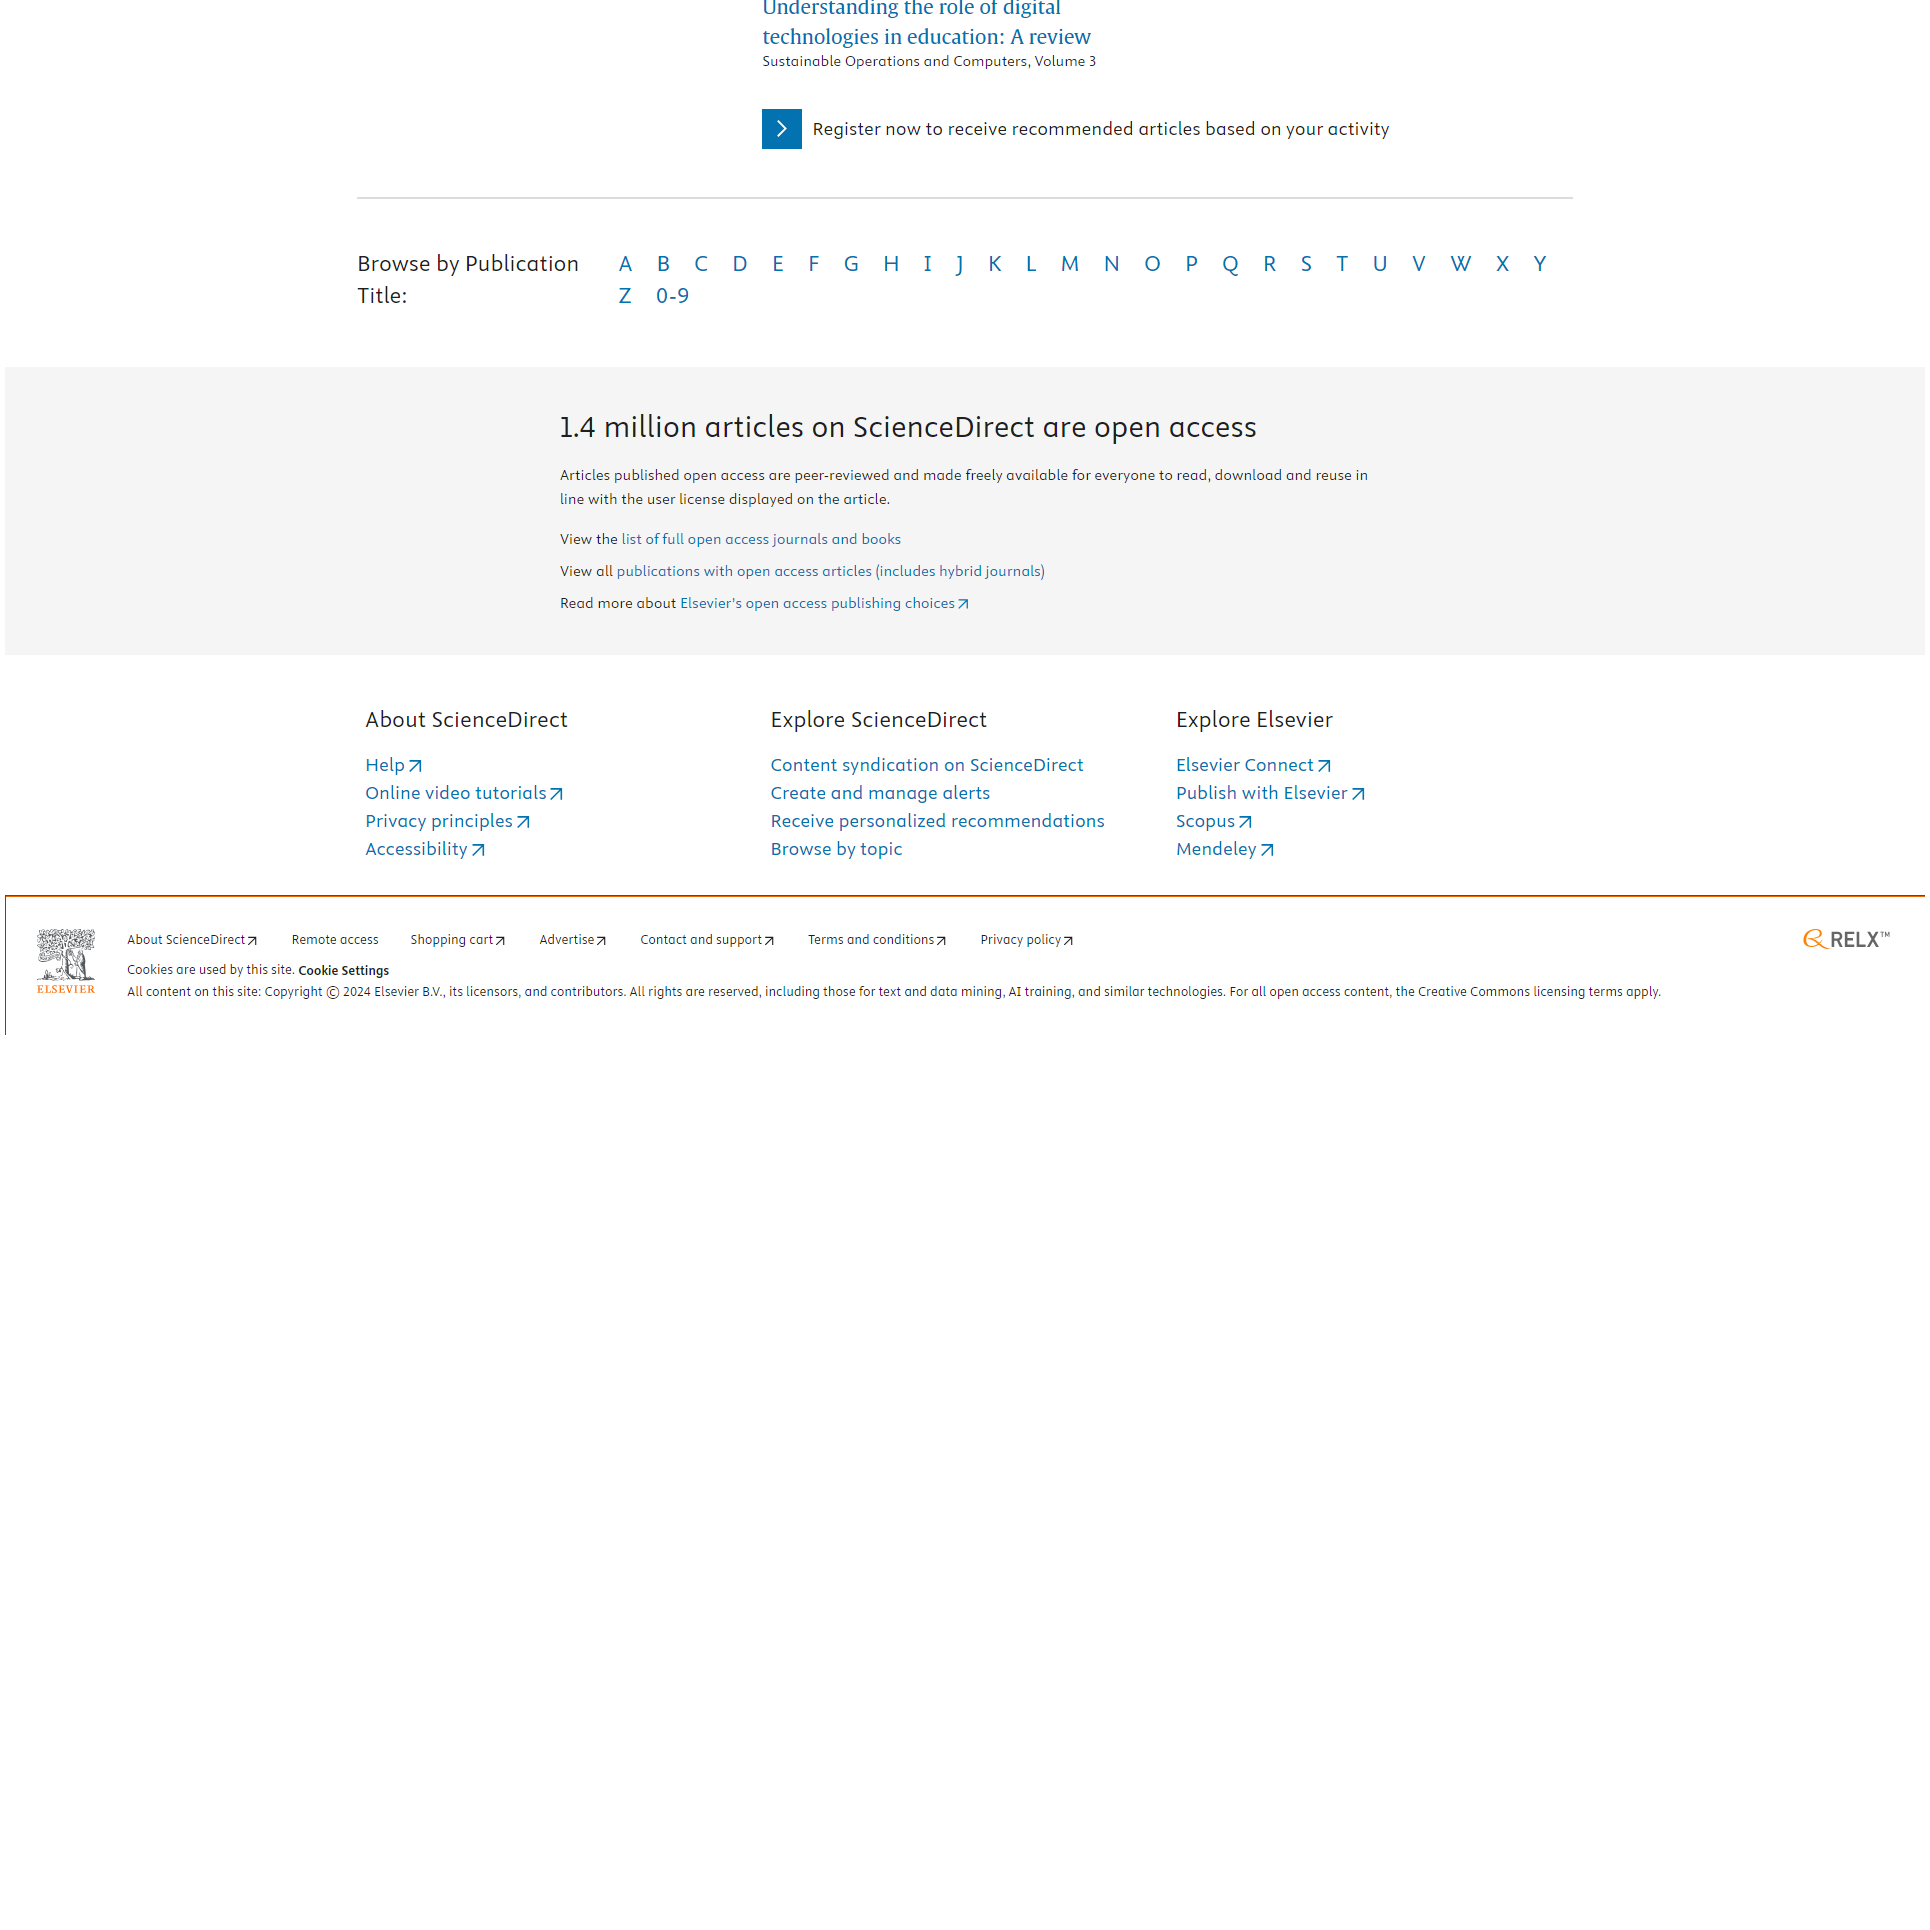 Understanding the role of digital
technologies in education: A review
Sustainable Operations and Computers, Volume 3
Register now to receive recommended articles based on your activity
Browse by Publication
Title:
A B C D E F G H I J K L M N O P Q R S T U V W X Y
Z 0-9
1.4 million articles on ScienceDirect are open access
Articles published open access are peer-reviewed and made freely available for everyone to read, download and reuse in
line with the user license displayed on the article.
View the list of full open access journals and books
View all publications with open access articles (includes hybrid journals)
Read more about Elsevier's open access publishing choices
About ScienceDirect
Help
Online video tutorials
Privacy principles
Accessibility
Explore ScienceDirect
Content syndication on ScienceDirect
Create and manage alerts
Receive personalized recommendations
Browse by topic
Explore Elsevier
Elsevier Connect
Publish with Elsevier
Scopus
Mendeley
ELSEVIER
About ScienceDirect Remote access Shopping cart Advertise Contact and support Terms and conditions Privacy policy
Cookies are used by this site. Cookie Settings
All content on this site: Copyright © 2024 Elsevier B.V., its licensors, and contributors. All rights are reserved, including those for text and data mining, AI training, and similar technologies. For all open access content, the Creative Commons licensing terms apply.
RELX™